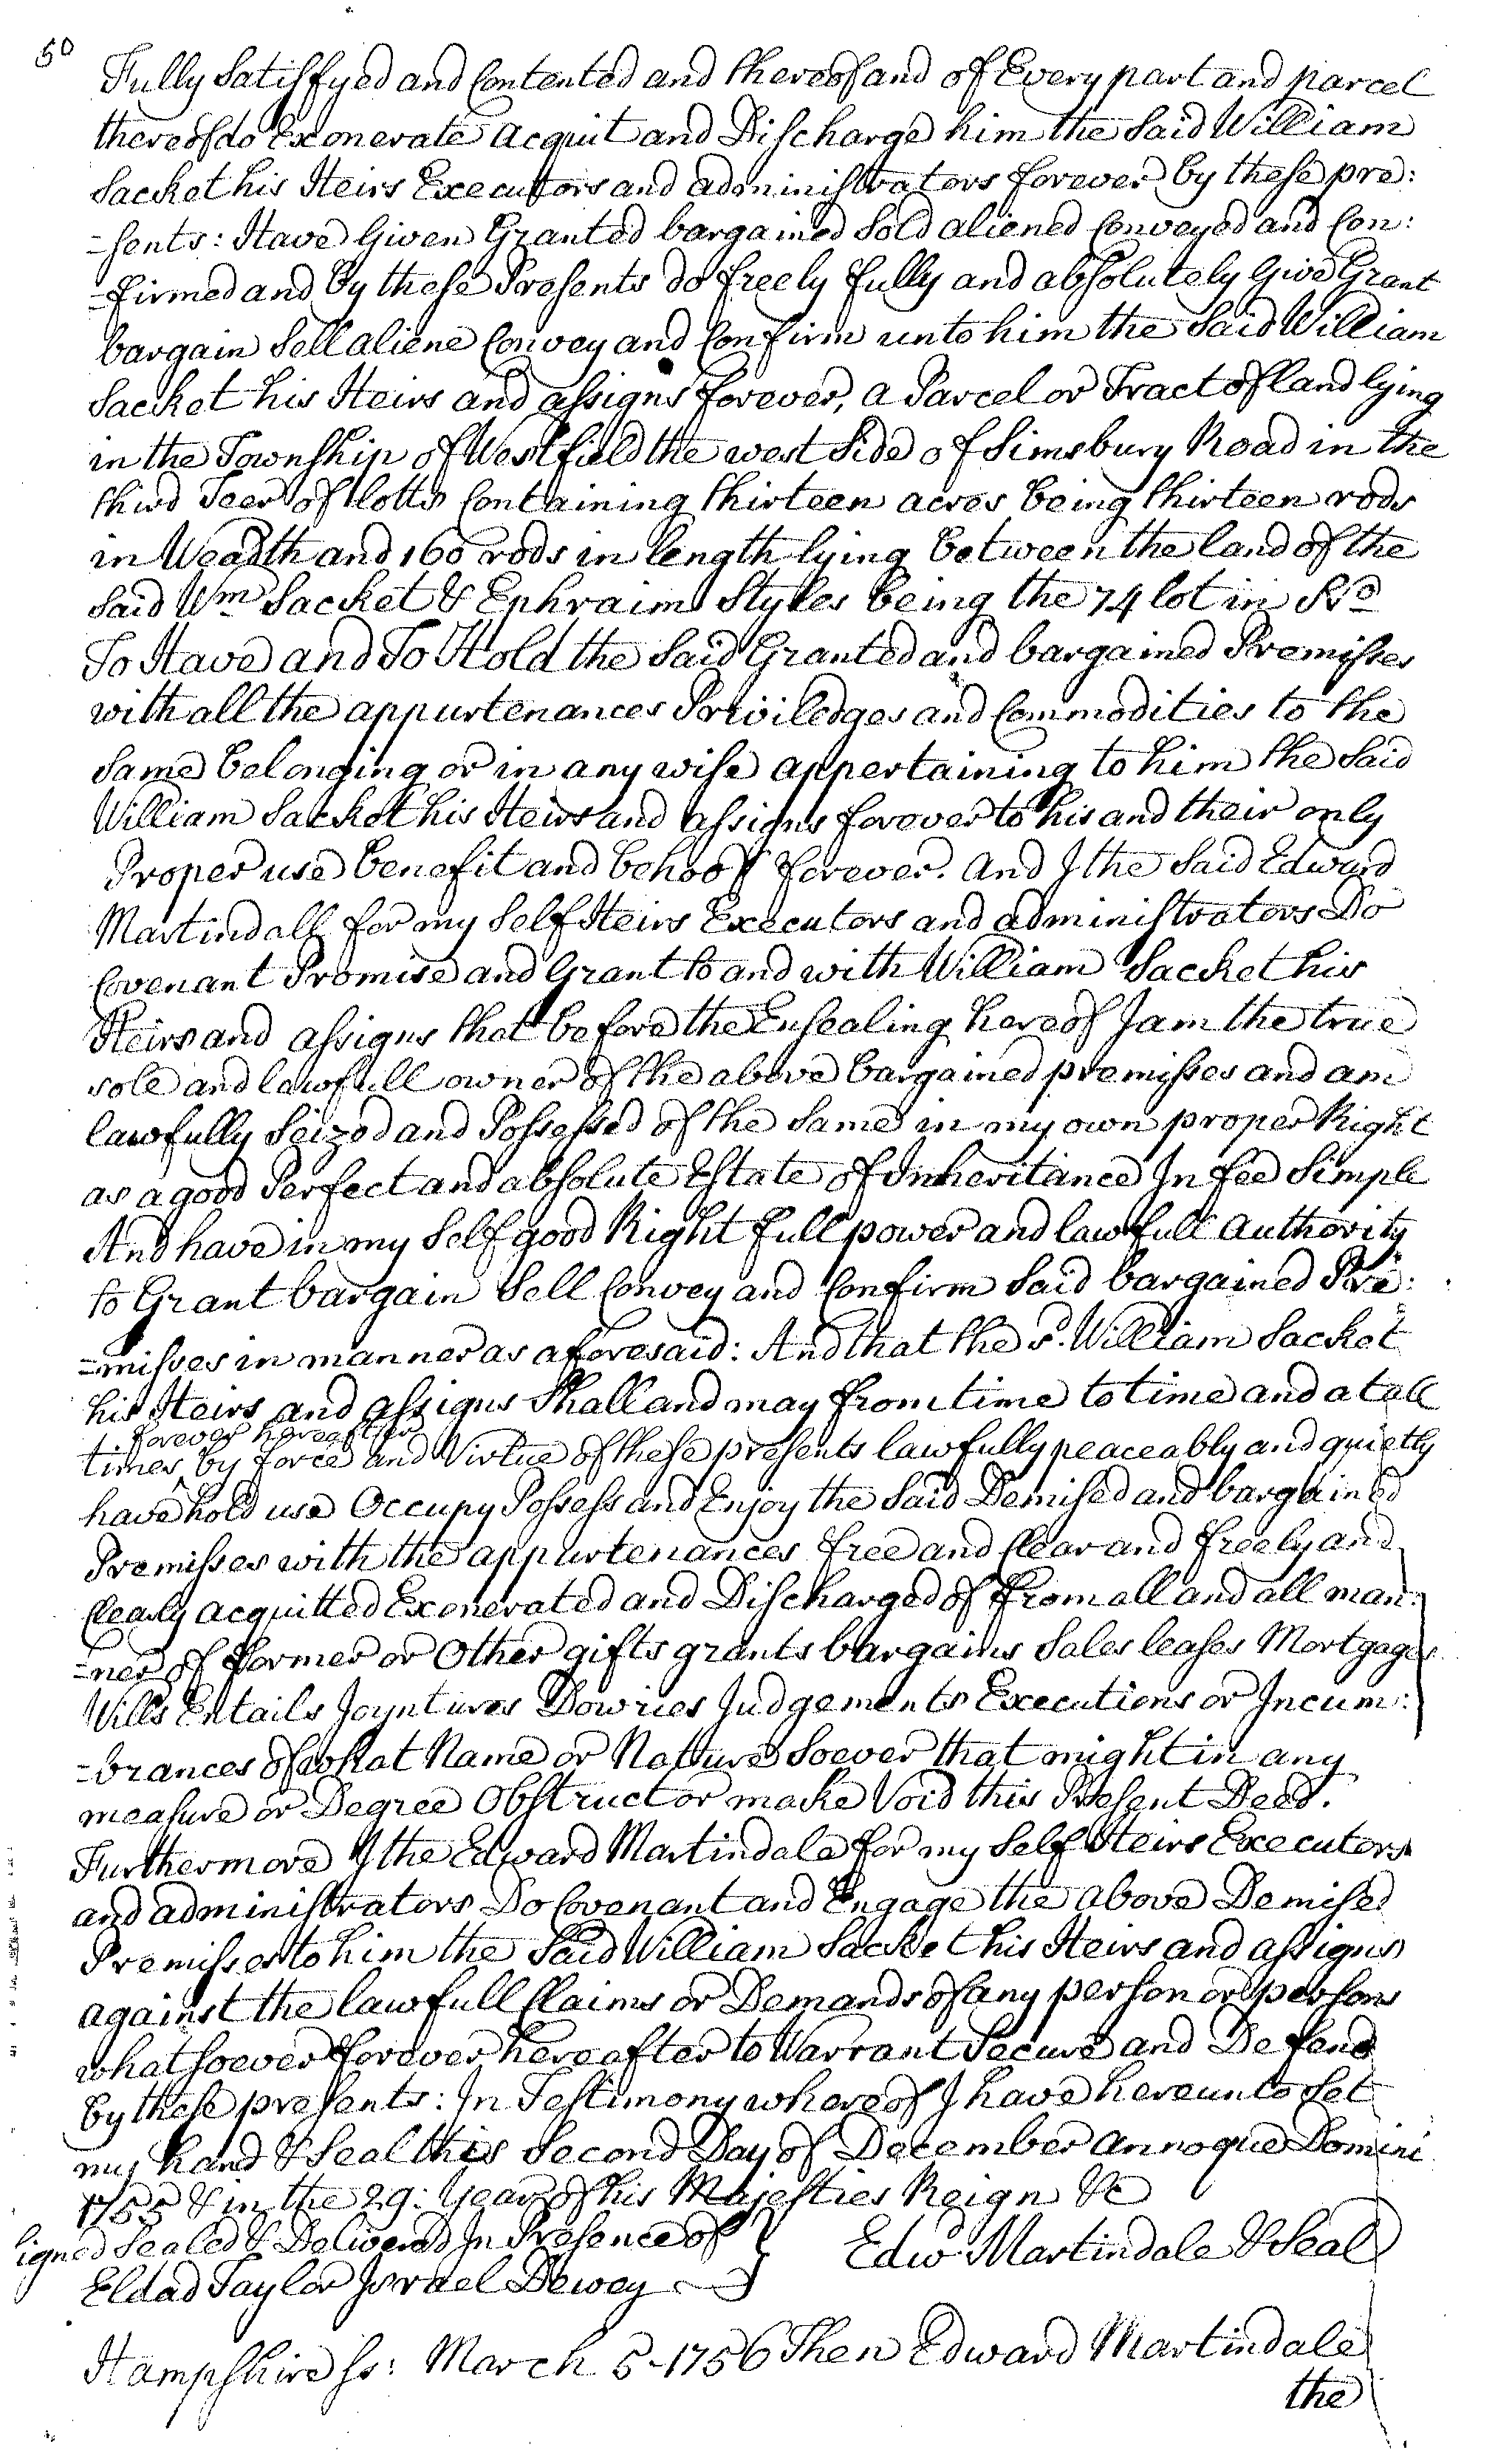 50
Fully Satisfyed and Contented and thereof and of Every part and parcel
thereof do Exonerate acquit and Discharge him the Said William
Sacket his Heirs Executors and administrators forever by these pre:
=sents: Have Given Granted bargained Sold aliened Conveyed and Con:
=firmed and by these Presents do freely fully and absolutely Give Grant
bargain Sell aliene Convey and Confirm unto him the Said William
Sacket his Heirs and assigns forever, a Parcel or Tract of land lying
in the Township of Westfield the west Side of Simsbury Road in the
third Teer of lotts Containing thirteen acres being thirteen rods
in Weadth and 160 rods in length lying between the land of the
Said Wm Sacket & Ephraim Styles being the 74 lot in No
To Have and To Hold the Said Granted and bargained Premisses
with all the appurtenances Priviledges and Commodities to the
Same belonging or in any wise appertaining to him the Said
William Sacket his Heirs and assigns forever to his and their only
Proper use benefit and behoof forever. And I the Said Edward
Martindall for my Self Heirs Executors and administrators Do
Covenant Promise and Grant to and with William Sacket his
Heirs and assigns that before the Ensealing hereof I am the true
sole and lawfull owner of the above bargained premisses and am
lawfully Seized and Possessed of the Same in my own proper Right
as a good Perfect and absolute Estate of Inheritance In fee Simple
And have in my Self good Right full power and lawfull authority
to Grant bargain Sell Convey and Confirm Said bargained Pre:
=misses in manner as aforesaid: And that the sd. William Sacket
his Heirs and assigns Shall and may from time to time and at all
forever hereafter
times by force and Virtue of these presents lawfully peaceably and quietly
have hold use Occupy Possess and Enjoy the Said Demised and bargained
Premisses with the appurtenances free and Clear and freely and
Clearly acquitted Exonerated and Discharged of from all and all man:
=ner of former or Other gifts grants bargains Sales leases Mortgages
Wills Entails Joyntures Dowries Judgements Executions or Incum:
=brances of what Name or Nature Soever that might in any
measure or Degree Obstruct or make Void this Present Deed.
Furthermore I the Edward Martindale for my Self Heirs Executors
and administrators Do Covenant and Engage the above Demised
Premisses to him the Said William Sacket his Heirs and assigns
against the lawfull Claims or Demands of any person or persons
whatsoever forever hereafter to Warrant Secure and Defend
by these presents: In Testimony whereof I have hereunto Set
my hand & Seal this Second Day of December annoque Domini
1755 & in the 29: Year of his Majesties Reign &c
igned Sealed & Delivered In Presence of
Edwd. Martindale & Seal
Eldad Taylor Israel Dewey
Hampshire ss: March 5-1756 Then Edward Martindale
the